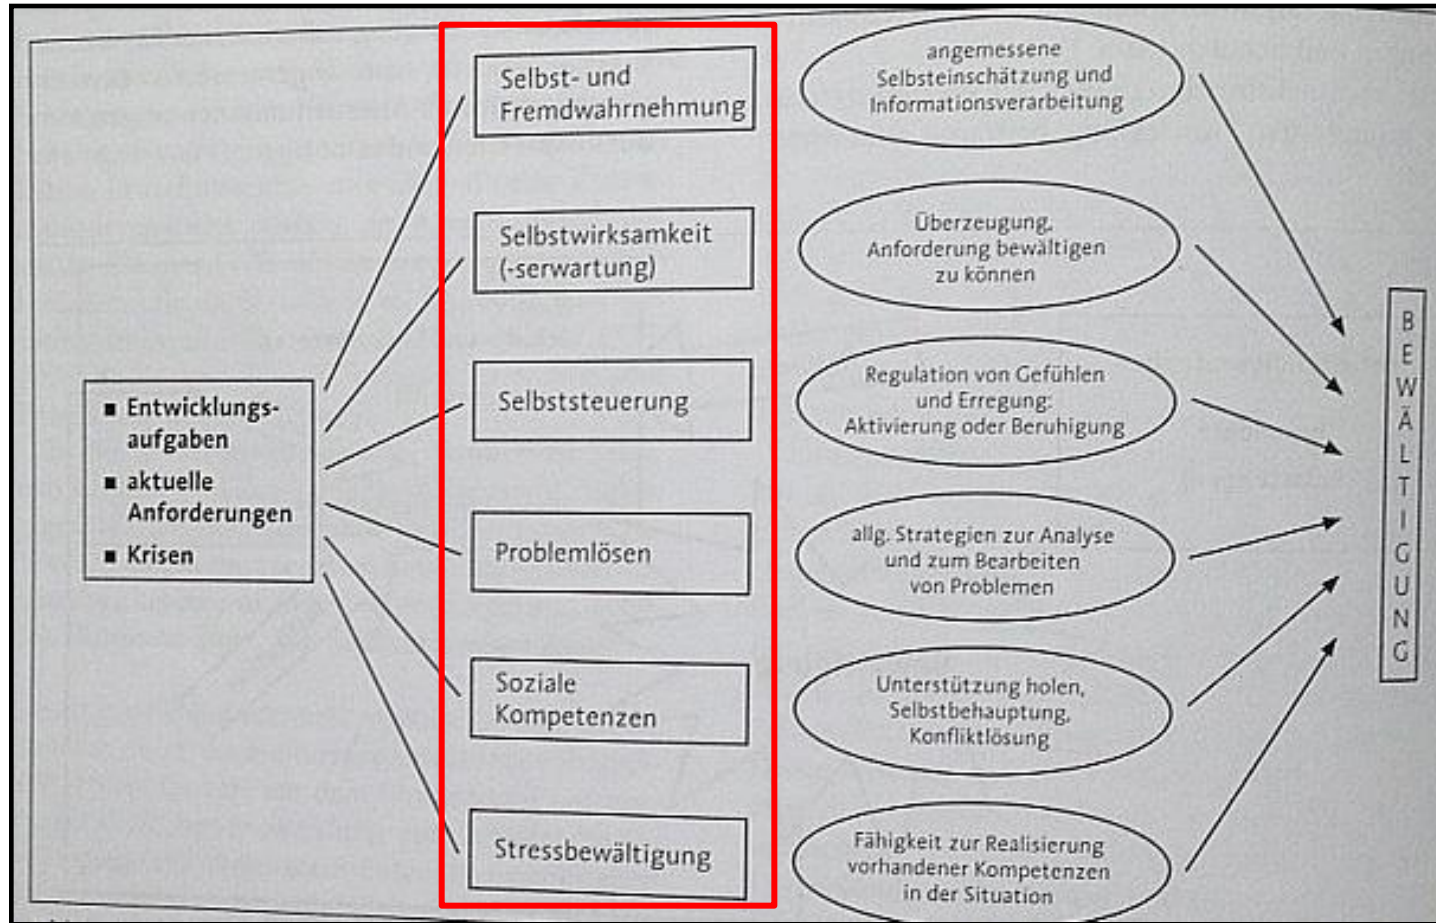 Entwicklungs-
aufgaben
aktuelle
Anforderungen
Krisen
Selbst- und
Fremdwahrnehmung
angemessene
Selbsteinschätzung und
Informationsverarbeitung
Selbstwirksamkeit
(-serwartung)
Überzeugung,
Anforderung bewältigen
zu können
Selbststeuerung
Regulation von Gefühlen
und Erregung:
Aktivierung oder Beruhigung
Problemlösen
allg. Strategien zur Analyse
und zum Bearbeiten
von Problemen
Soziale
Kompetenzen
Unterstützung holen,
Selbstbehauptung,
Konfliktlösung
Stressbewältigung
Fähigkeit zur Realisierung
vorhandener Kompetenzen
in der Situation
BEWÄLTIGUNG